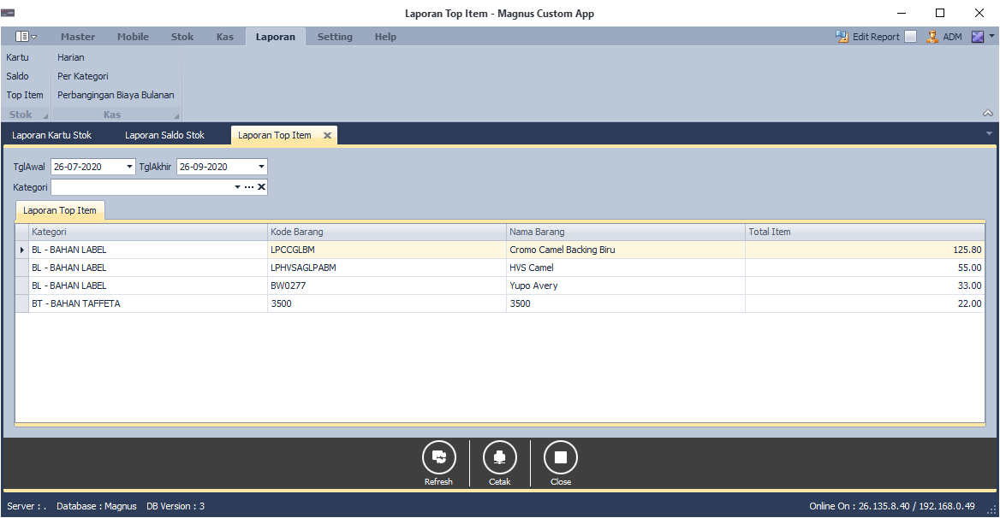 Laporan Top Item - Magnus Custom App
Master Mobile Stok Kas Laporan Setting Help Edit Report ADM
Kartu Harian
Saldo Per Kategori
Top Item Perbangingan Biaya Bulanan
Stok Kas
Laporan Kartu Stok Laporan Saldo Stok Laporan Top Item
TglAwal 26-07-2020 TglAkhir 26-09-2020
Kategori
Laporan Top Item
Kategori Kode Barang Nama Barang Total Item
BL - BAHAN LABEL LPCCGLBM Cromo Camel Backing Biru 125.80
BL - BAHAN LABEL LPHVSAGLPABM HVS Camel 55.00
BL - BAHAN LABEL BW0277 Yupo Avery 33.00
BT - BAHAN TAFFETA 3500 3500 22.00
Refresh Cetak Close
Server : . Database : Magnus DB Version : 3 Online On : 26.135.8.40 / 192.168.0.49